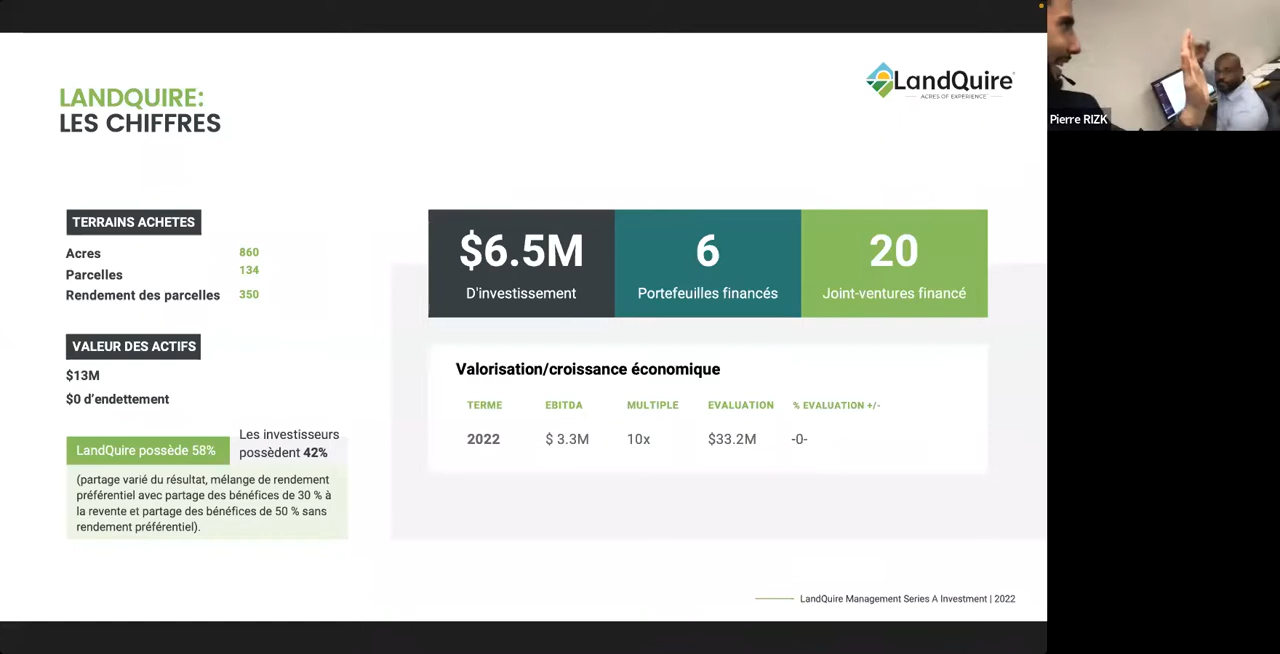 LANDQUIRE:
LES CHIFFRES
LandQuire
ACRES OF EXPERIENCE
Pierre RIZK
TERRAINS ACHETES
Acres 860
Parcelles 134
Rendement des parcelles 350
VALEUR DES ACTIFS
$13M
$0 d'endettement
LandQuire possède 58%
Les investisseurs
possèdent 42%
(partage varié du résultat, mélange de rendement
préférentiel avec partage des bénéfices de 30 % à
la revente et partage des bénéfices de 50 % sans
rendement préférentiel).
$6.5M
D'investissement
6
Portefeuilles financés
20
Joint-ventures financé
Valorisation/croissance économique
TERME EBITDA MULTIPLE EVALUATION % EVALUATION +/-
2022 $ 3.3M 10x $33.2M -0-
LandQuire Management Series A Investment | 2022